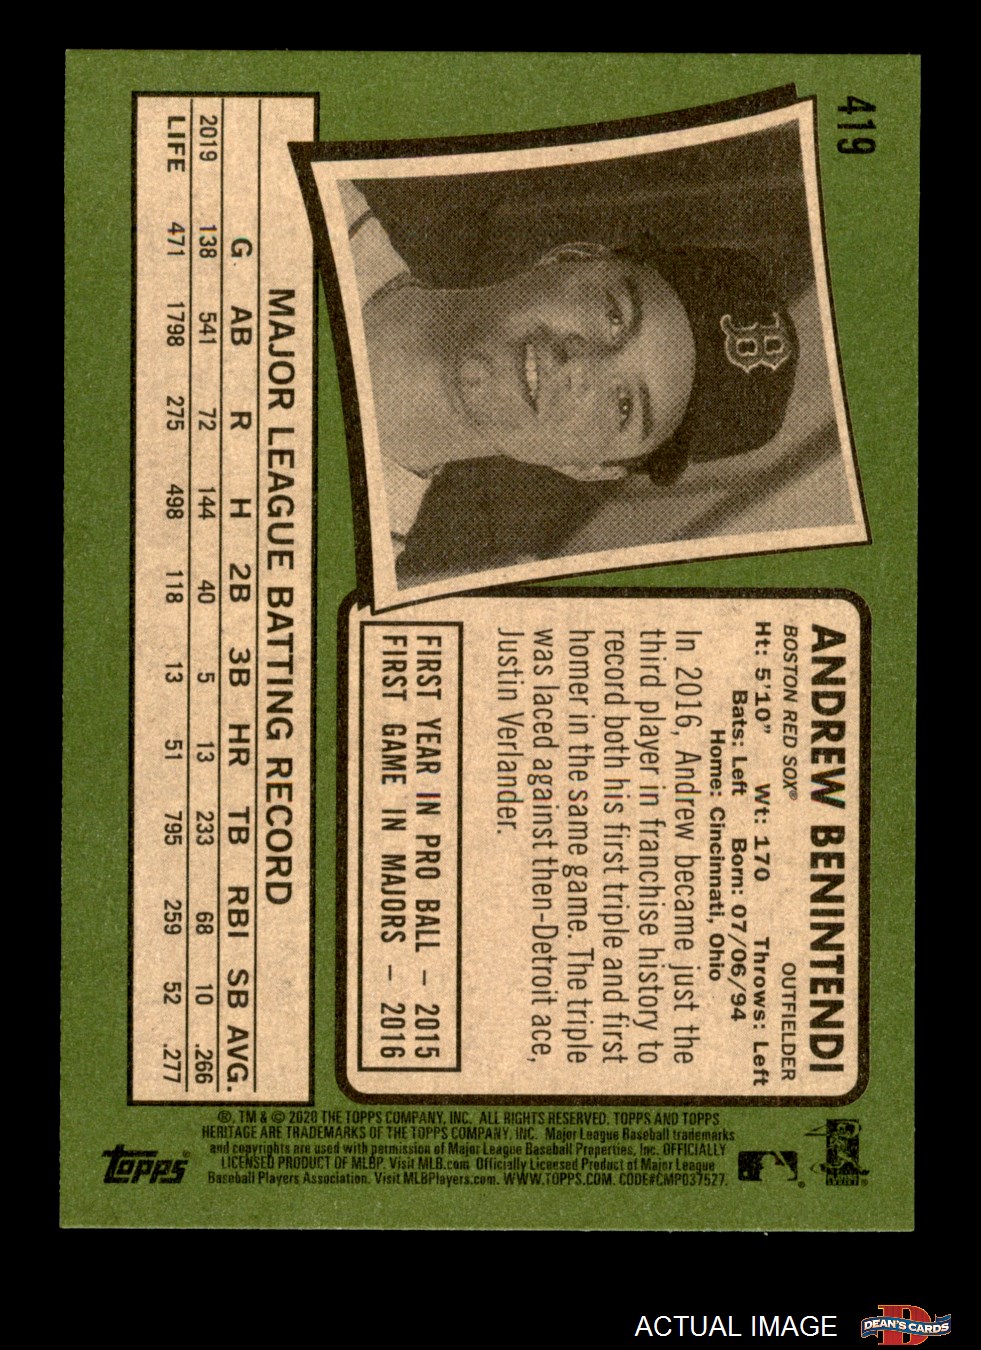 419
ANDREW BENINTENDI
BOSTON RED SOX® OUTFIELDER
Ht: 5'10" Wt: 170 Throws: Left
Bats: Left Born: 07/06/94
Home: Cincinnati, Ohio
In 2016, Andrew became just the
third player in franchise history to
record both his first triple and first
homer in the same game. The triple
was laced against then-Detroit ace,
Justin Verlander.
FIRST YEAR IN PRO BALL – 2015
FIRST GAME IN MAJORS – 2016
B
MAJOR LEAGUE BATTING RECORD
G. AB R H 2B 3B HR TB RBI SB AVG.
2019 138 541 72 144 40 5 13 233 68 10 .266
LIFE 471 1798 275 498 118 13 51 795 259 52 .277
®, TM & © 2020 THE TOPPS COMPANY, INC. ALL RIGHTS RESERVED. TOPPS AND TOPPS
HERITAGE ARE TRADEMARKS OF THE TOPPS COMPANY, INC. Major League Baseball trademarks
and copyrights are used with permission of Major League Baseball Properties, Inc. OFFICIALLY
LICENSED PRODUCT OF MLBP. Visit MLB.com Officially Licensed Product of Major League
Baseball Players Association. Visit MLBPlayers.com. WWW.TOPPS.COM. CODE#CMP037527.
topps®
ACTUAL IMAGE
DEAN'S CARDS